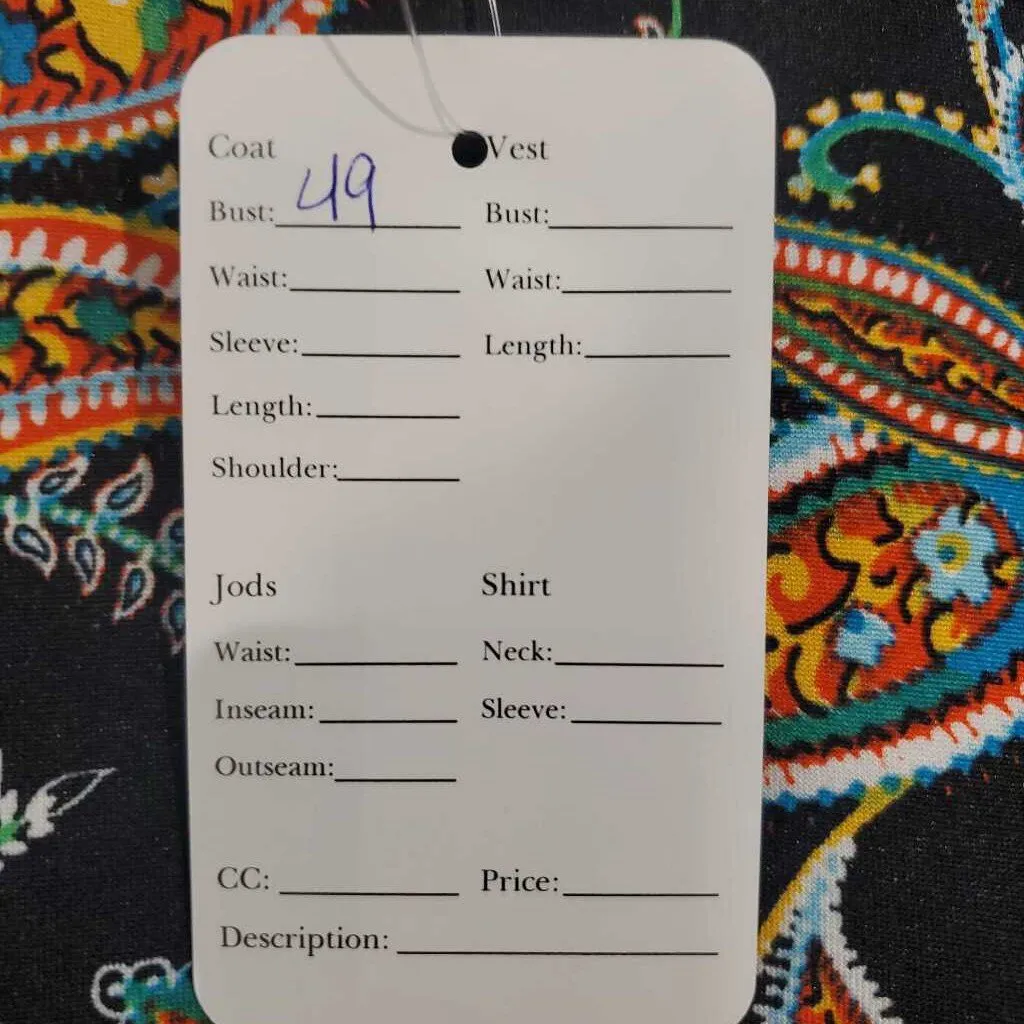 Coat Vest
Bust: 49 Bust:
Waist: Waist:
Sleeve: Length:
Length:
Shoulder:
Jods Shirt
Waist: Neck:
Inseam: Sleeve:
Outseam:
CC: Price:
Description: